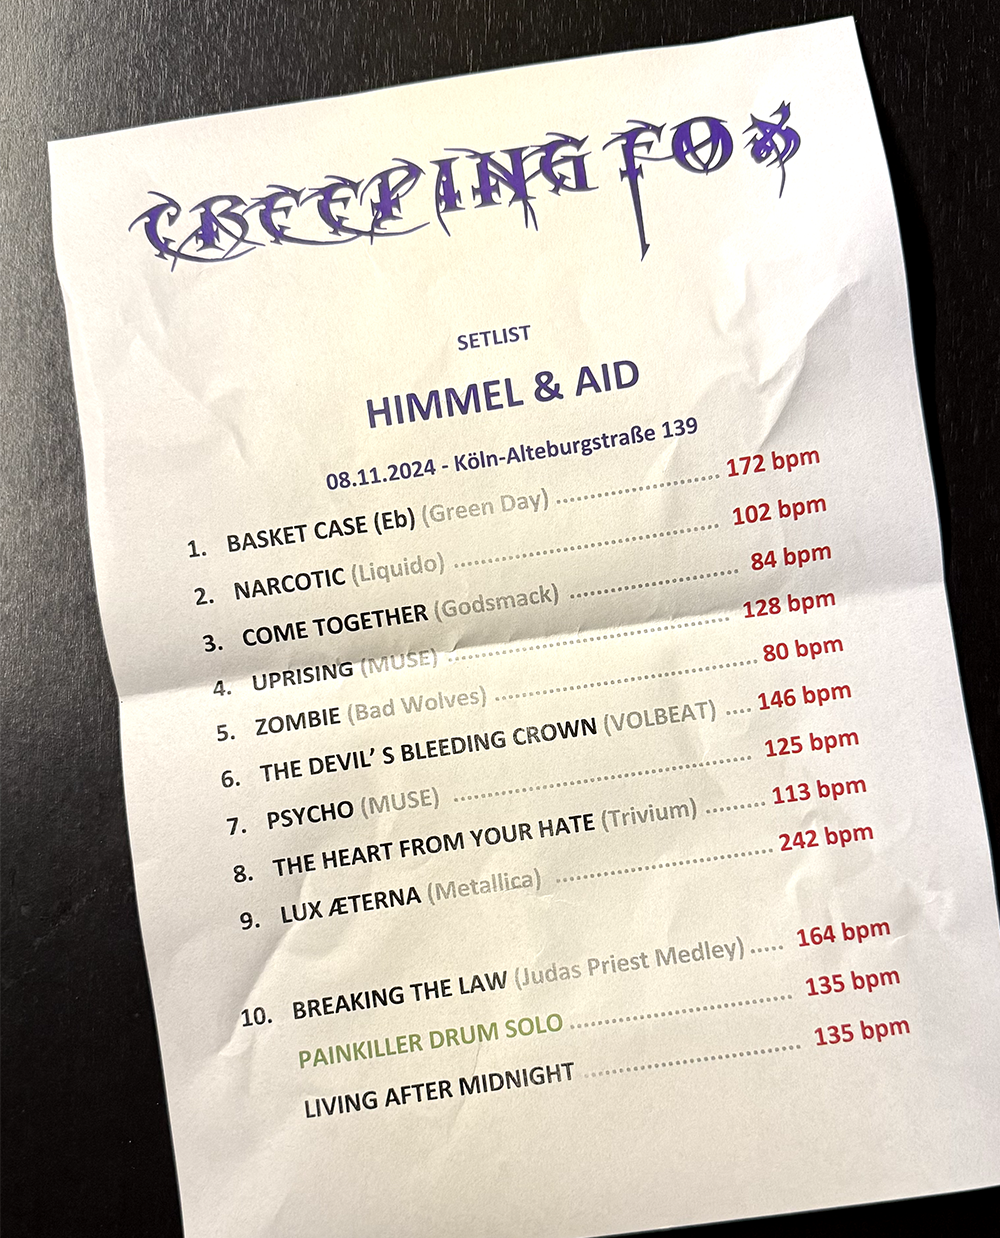 CREEPING FOX
SETLIST
HIMMEL & AID
08.11.2024 - Köln-Alteburgstraße 139
1. BASKET CASE (Eb) (Green Day) ........................ 172 bpm
2. NARCOTIC (Liquido) ........................ 102 bpm
3. COME TOGETHER (Godsmack) ........................ 84 bpm
4. UPRISING (MUSE) ........................ 128 bpm
5. ZOMBIE (Bad Wolves) ........................ 80 bpm
6. THE DEVIL’ S BLEEDING CROWN (VOLBEAT) .... 146 bpm
7. PSYCHO (MUSE) ........................ 125 bpm
8. THE HEART FROM YOUR HATE (Trivium) ......... 113 bpm
9. LUX ÆTERNA (Metallica) ........................ 242 bpm
10. BREAKING THE LAW (Judas Priest Medley) ..... 164 bpm
PAINKILLER DRUM SOLO ........................ 135 bpm
LIVING AFTER MIDNIGHT ........................ 135 bpm